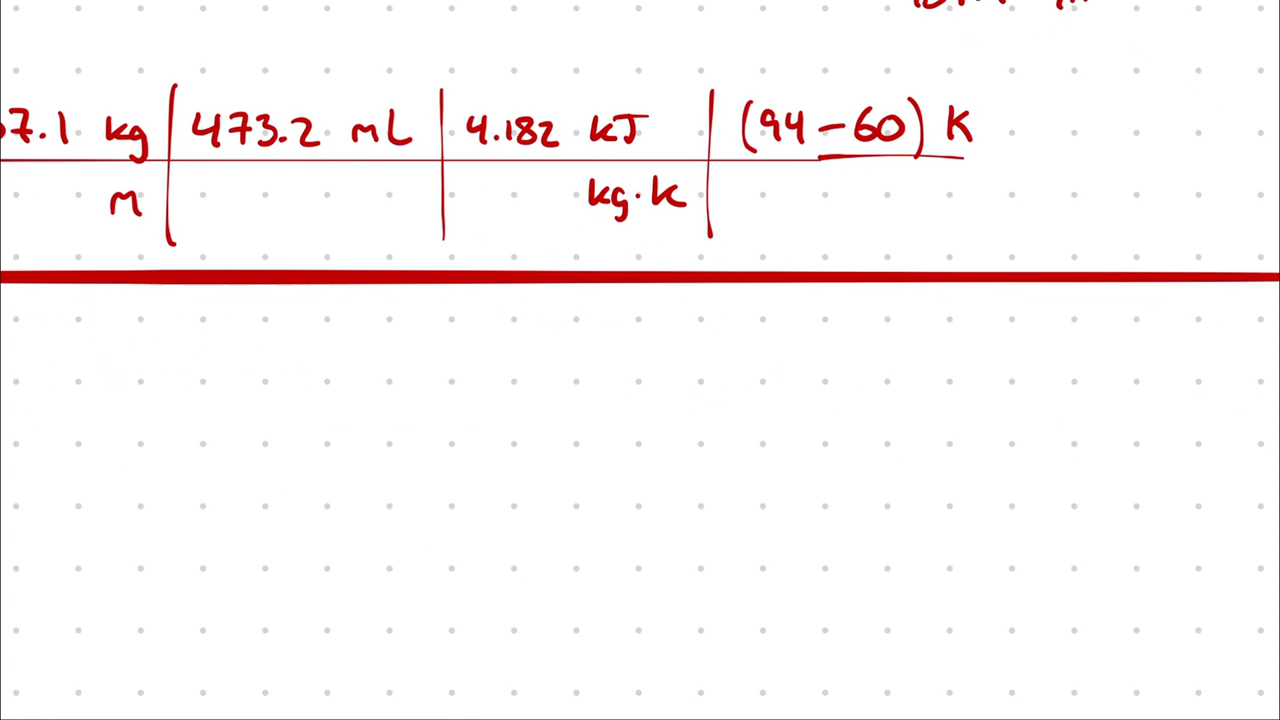 7.1 kg | 473.2 mL | 4.182 kJ | (94-60) K
m | | kg·K |